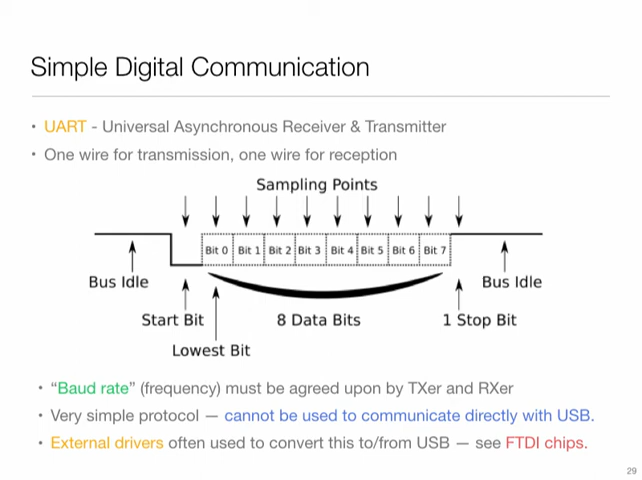 Simple Digital Communication
• UART - Universal Asynchronous Receiver & Transmitter
• One wire for transmission, one wire for reception
Sampling Points
Bit 0 Bit 1 Bit 2 Bit 3 Bit 4 Bit 5 Bit 6 Bit 7
Bus Idle Bus Idle
Start Bit 8 Data Bits 1 Stop Bit
Lowest Bit
• “Baud rate” (frequency) must be agreed upon by TXer and RXer
• Very simple protocol — cannot be used to communicate directly with USB.
• External drivers often used to convert this to/from USB — see FTDI chips.
29